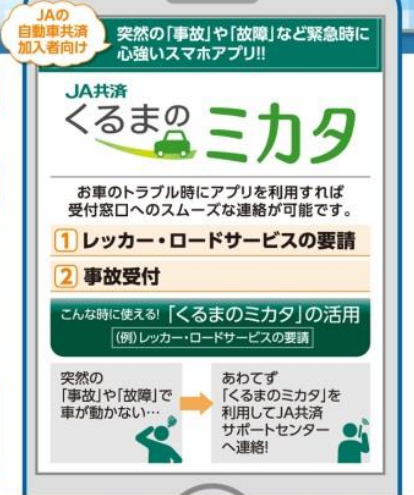 JAの
自動車共済
加入者向け
突然の「事故」や「故障」など緊急時に
心強いスマホアプリ!!
JA共済
くるまの
ミカタ
お車のトラブル時にアプリを利用すれば
受付窓口へのスムーズな連絡が可能です。
1 レッカー・ロードサービスの要請
2 事故受付
こんな時に使える!「くるまのミカタ」の活用
(例)レッカー・ロードサービスの要請
突然の
「事故」や「故障」で
車が動かない…
あわてず
「くるまのミカタ」を
利用してJA共済
サポートセンター
へ連絡!